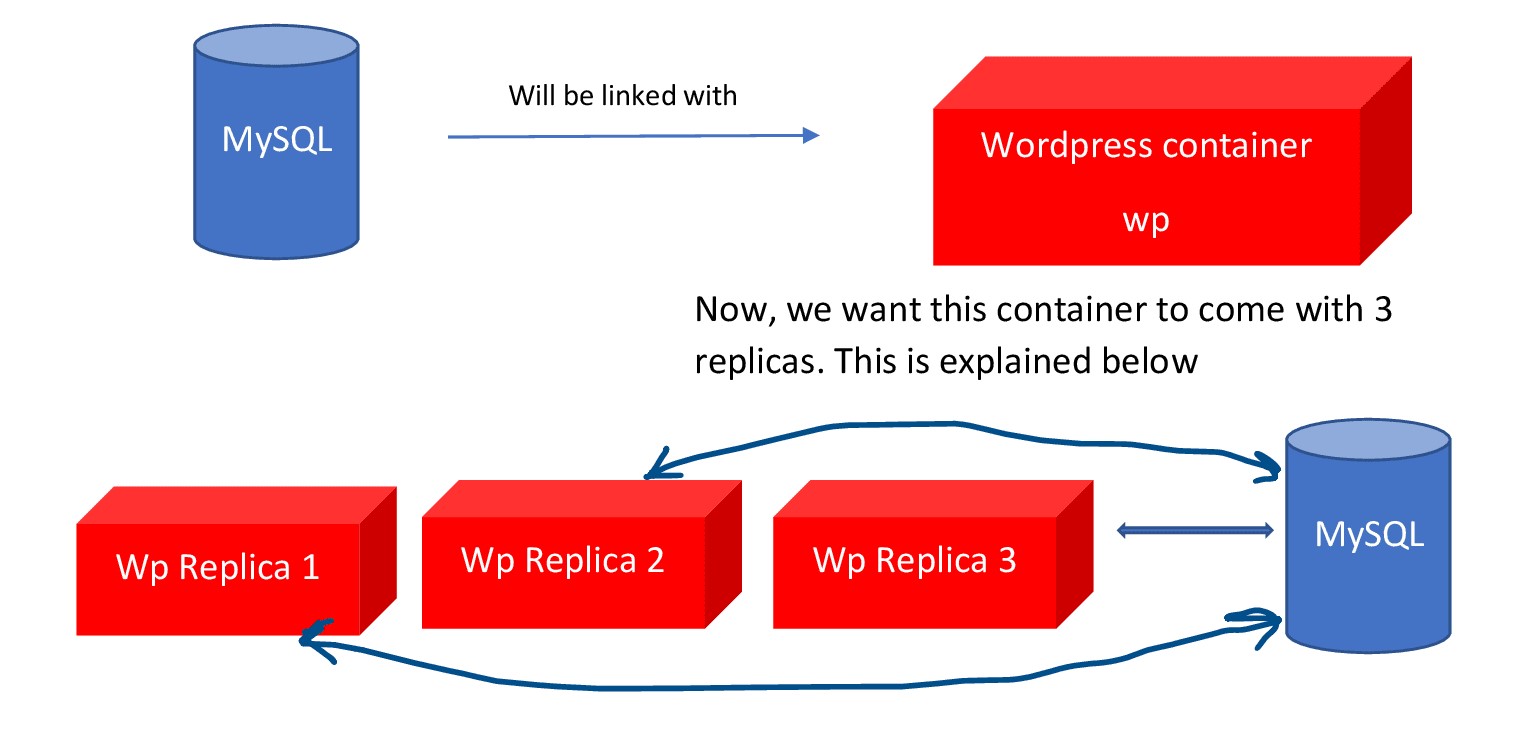 MySQL
Will be linked with
Wordpress container
wp
Now, we want this container to come with 3
replicas. This is explained below
Wp Replica 1
Wp Replica 2
Wp Replica 3
MySQL